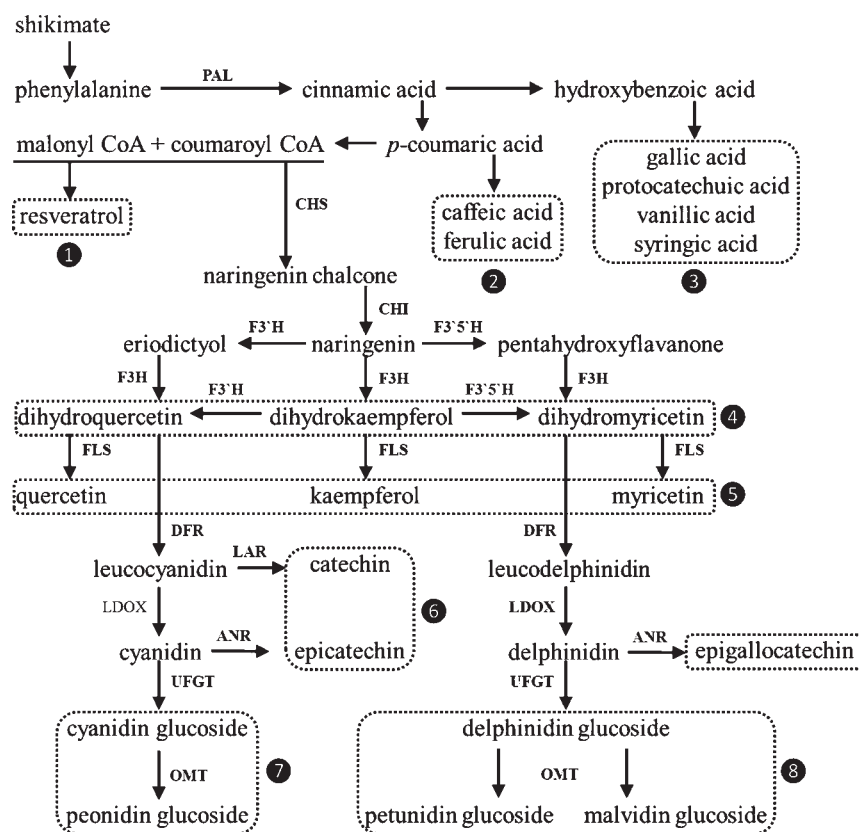 shikimate
phenylalanine PAL cinnamic acid hydroxybenzoic acid
malonyl CoA + coumaroyl CoA p-coumaric acid
gallic acid
protocatechuic acid
vanillic acid
syringic acid
resveratrol
caffeic acid
ferulic acid
1
CHS
2
3
naringenin chalcone
CHI
eriodictyol F3`H naringenin F3`5`H pentahydroxyflavanone
F3H F3H F3H
dihydroquercetin F3`H dihydrokaempferol F3`5`H dihydromyricetin 4
FLS FLS FLS
quercetin kaempferol myricetin 5
DFR DFR
leucocyanidin LAR catechin leucodelphinidin
6
LDOX LDOX
cyanidin ANR epicatechin delphinidin ANR epigallocatechin
UFGT UFGT
cyanidin glucoside delphinidin glucoside
OMT 7 OMT 8
peonidin glucoside petunidin glucoside malvidin glucoside